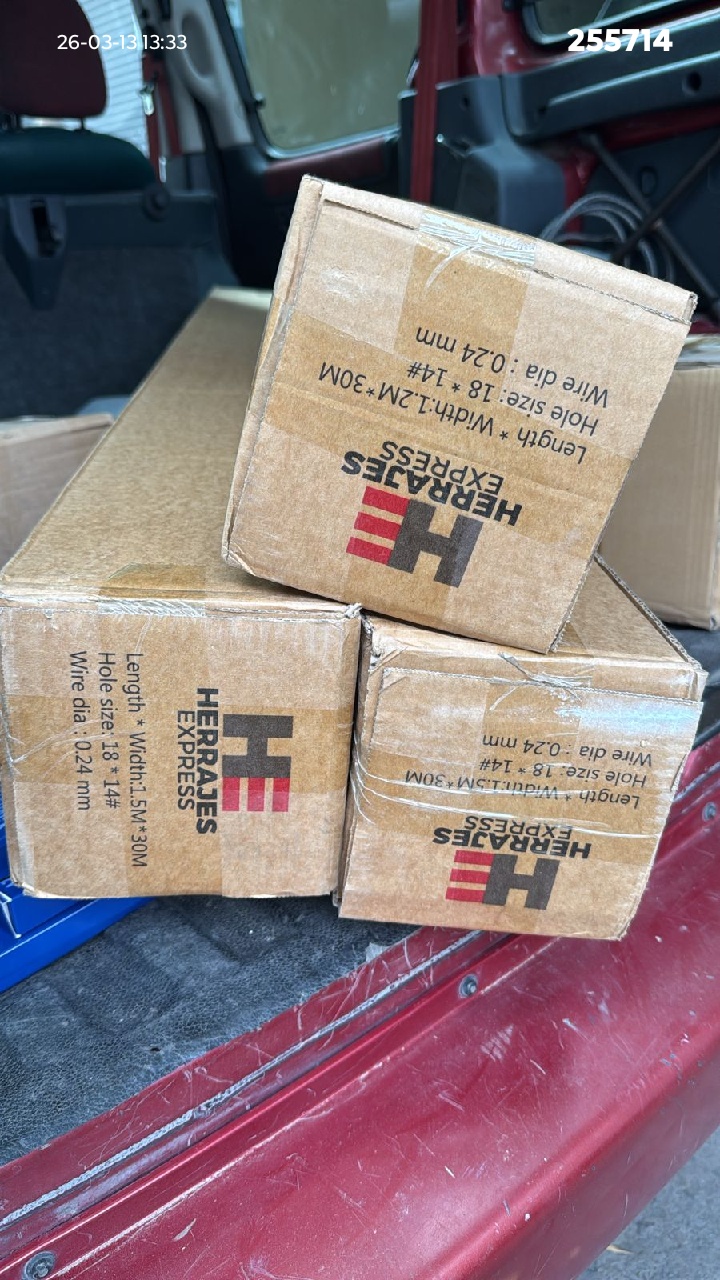 26-03-13 13:33
255714
HE
HERRAJES
EXPRESS
Length * Width:1.2M*30M
Hole size: 18 * 14#
Wire dia : 0.24 mm
HE
HERRAJES
EXPRESS
Length * Width:1.5M*30M
Hole size: 18 * 14#
Wire dia : 0.24 mm
HE
HERRAJES
EXPRESS
Length * Width:1.5M*30M
Hole size: 18 * 14#
Wire dia : 0.24 mm